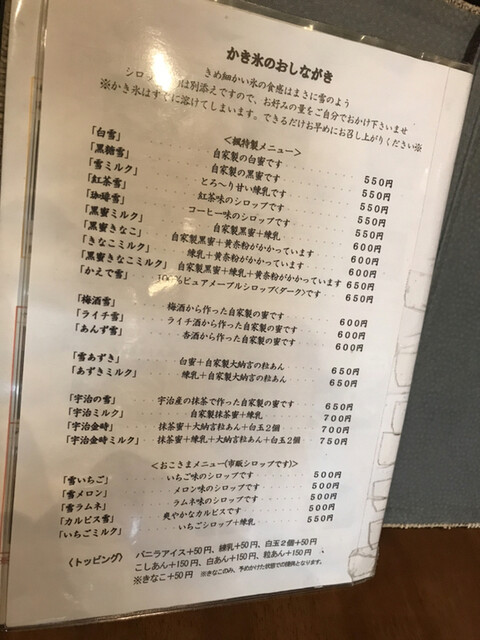 かき氷のおしながき
きめ細かい氷の食感はまさに雪のよう
シロップ類は別添えですので、お好みの量をご自分でおかけ下さいませ
※かき氷はすぐに溶けてしまいます。できるだけお早めにお召し上がりください※
＜楓特製メニュー＞
「白雪」 自家製の白蜜です 550円
「黒糖雪」 自家製の黒蜜です 550円
「雪ミルク」 とろ〜り甘い練乳です 550円
「紅茶雪」 紅茶味のシロップです 550円
「珈琲雪」 コーヒー味のシロップです 550円
「黒蜜ミルク」 自家製黒蜜＋練乳 600円
「黒蜜きなこ」 自家製黒蜜＋黄奈粉がかかっています 600円
「きなこミルク」 練乳＋黄奈粉がかかっています 600円
「黒蜜きなこミルク」 自家製黒蜜＋練乳＋黄奈粉がかかっています 650円
「かえで雪」 100％ピュアメープルシロップ(ダーク)です 650円
「梅酒雪」 梅酒から作った自家製の蜜です 600円
「ライチ雪」 ライチ酒から作った自家製の蜜です 600円
「あんず雪」 杏酒から作った自家製の蜜です 600円
「雪あずき」 白蜜＋自家製大納言の粒あん 650円
「あずきミルク」 練乳＋自家製大納言の粒あん 650円
「宇治の雪」 宇治産の抹茶で作った自家製の蜜です 650円
「宇治ミルク」 自家製抹茶蜜＋練乳 700円
「宇治金時」 抹茶蜜＋大納言粒あん＋白玉２個 700円
「宇治金時ミルク」 抹茶蜜＋練乳＋大納言粒あん＋白玉２個 750円
＜おこさまメニュー(市販シロップです)＞
「雪いちご」 いちご味のシロップです 500円
「雪メロン」 メロン味のシロップです 500円
「雪ラムネ」 ラムネ味のシロップです 500円
「カルピス雪」 爽やかなカルピスです 500円
「いちごミルク」 いちごシロップ＋練乳 550円
〈トッピング〉 バニラアイス＋50円、練乳＋50円、白玉２個＋50円
こしあん＋150円、白あん＋150円、粒あん＋150円
※きなこ＋50円 ※きなこのみ、予めかけた状態での提供となります。